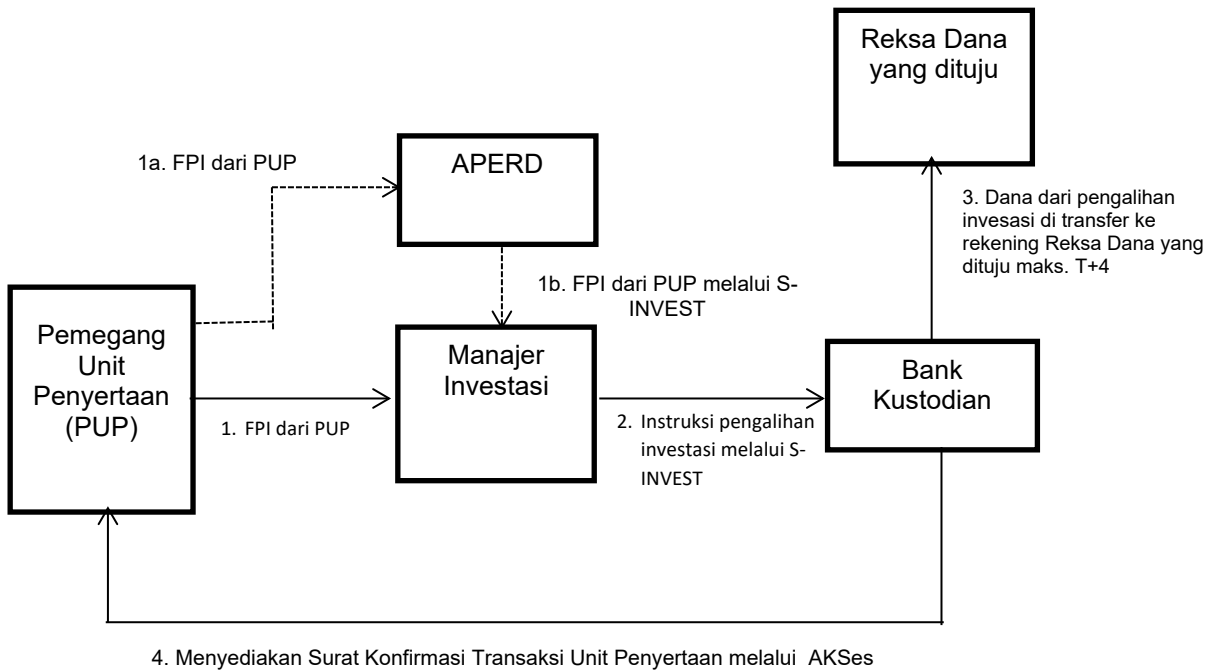 Reksa Dana
yang dituju
1a. FPI dari PUP
APERD
3. Dana dari pengalihan
invesasi di transfer ke
rekening Reksa Dana yang
dituju maks. T+4
1b. FPI dari PUP melalui S-
INVEST
Pemegang
Unit
Penyertaan
(PUP)
Manajer
Investasi
Bank
Kustodian
1. FPI dari PUP
2. Instruksi pengalihan
investasi melalui S-
INVEST
4. Menyediakan Surat Konfirmasi Transaksi Unit Penyertaan melalui AKSes